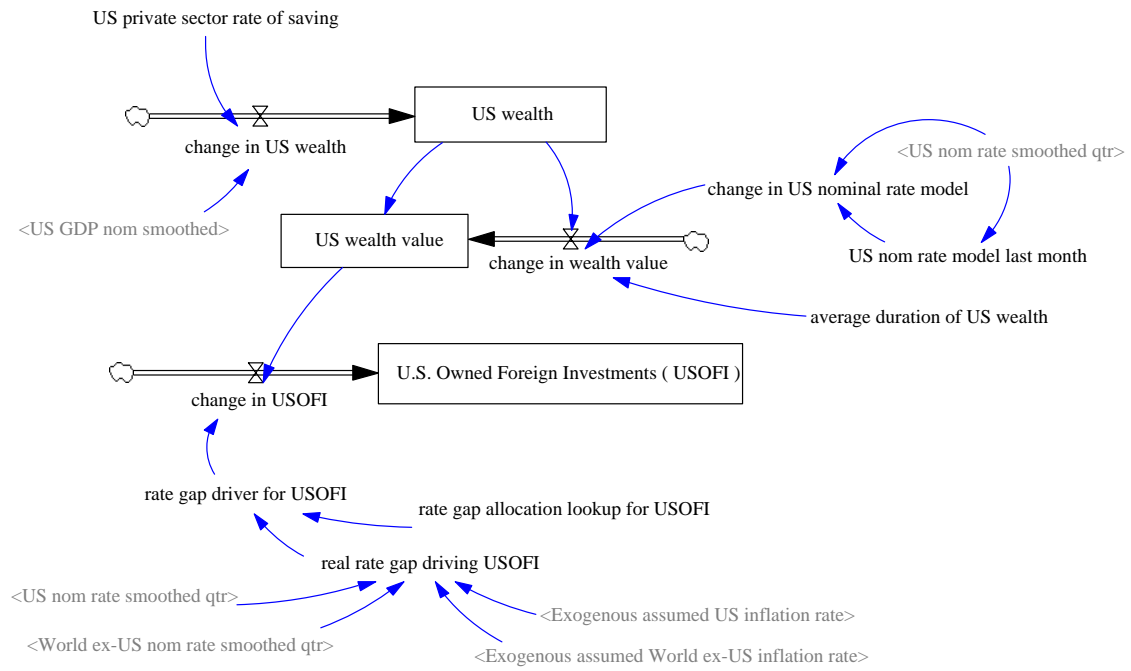 US private sector rate of saving
US wealth
change in US wealth
<US nom rate smoothed qtr>
change in US nominal rate model
<US GDP nom smoothed>
US wealth value
change in wealth value
US nom rate model last month
average duration of US wealth
U.S. Owned Foreign Investments ( USOFI )
change in USOFI
rate gap driver for USOFI
rate gap allocation lookup for USOFI
real rate gap driving USOFI
<US nom rate smoothed qtr>
<Exogenous assumed US inflation rate>
<World ex-US nom rate smoothed qtr>
<Exogenous assumed World ex-US inflation rate>